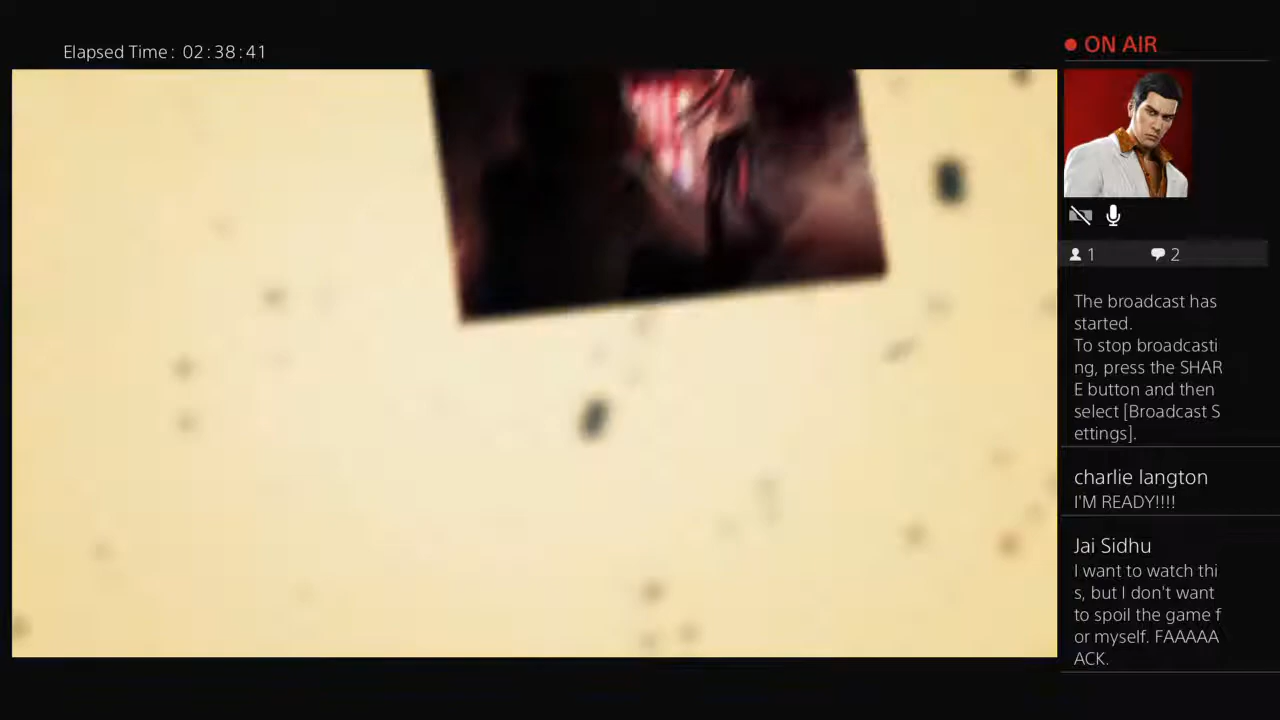 Elapsed Time: 02:38:41
ON AIR
1
2
The broadcast has
started.
To stop broadcasti
ng, press the SHAR
E button and then
select [Broadcast S
ettings].
charlie langton
I'M READY!!!!
Jai Sidhu
I want to watch thi
s, but I don't want
to spoil the game f
or myself. FAAAAA
ACK.